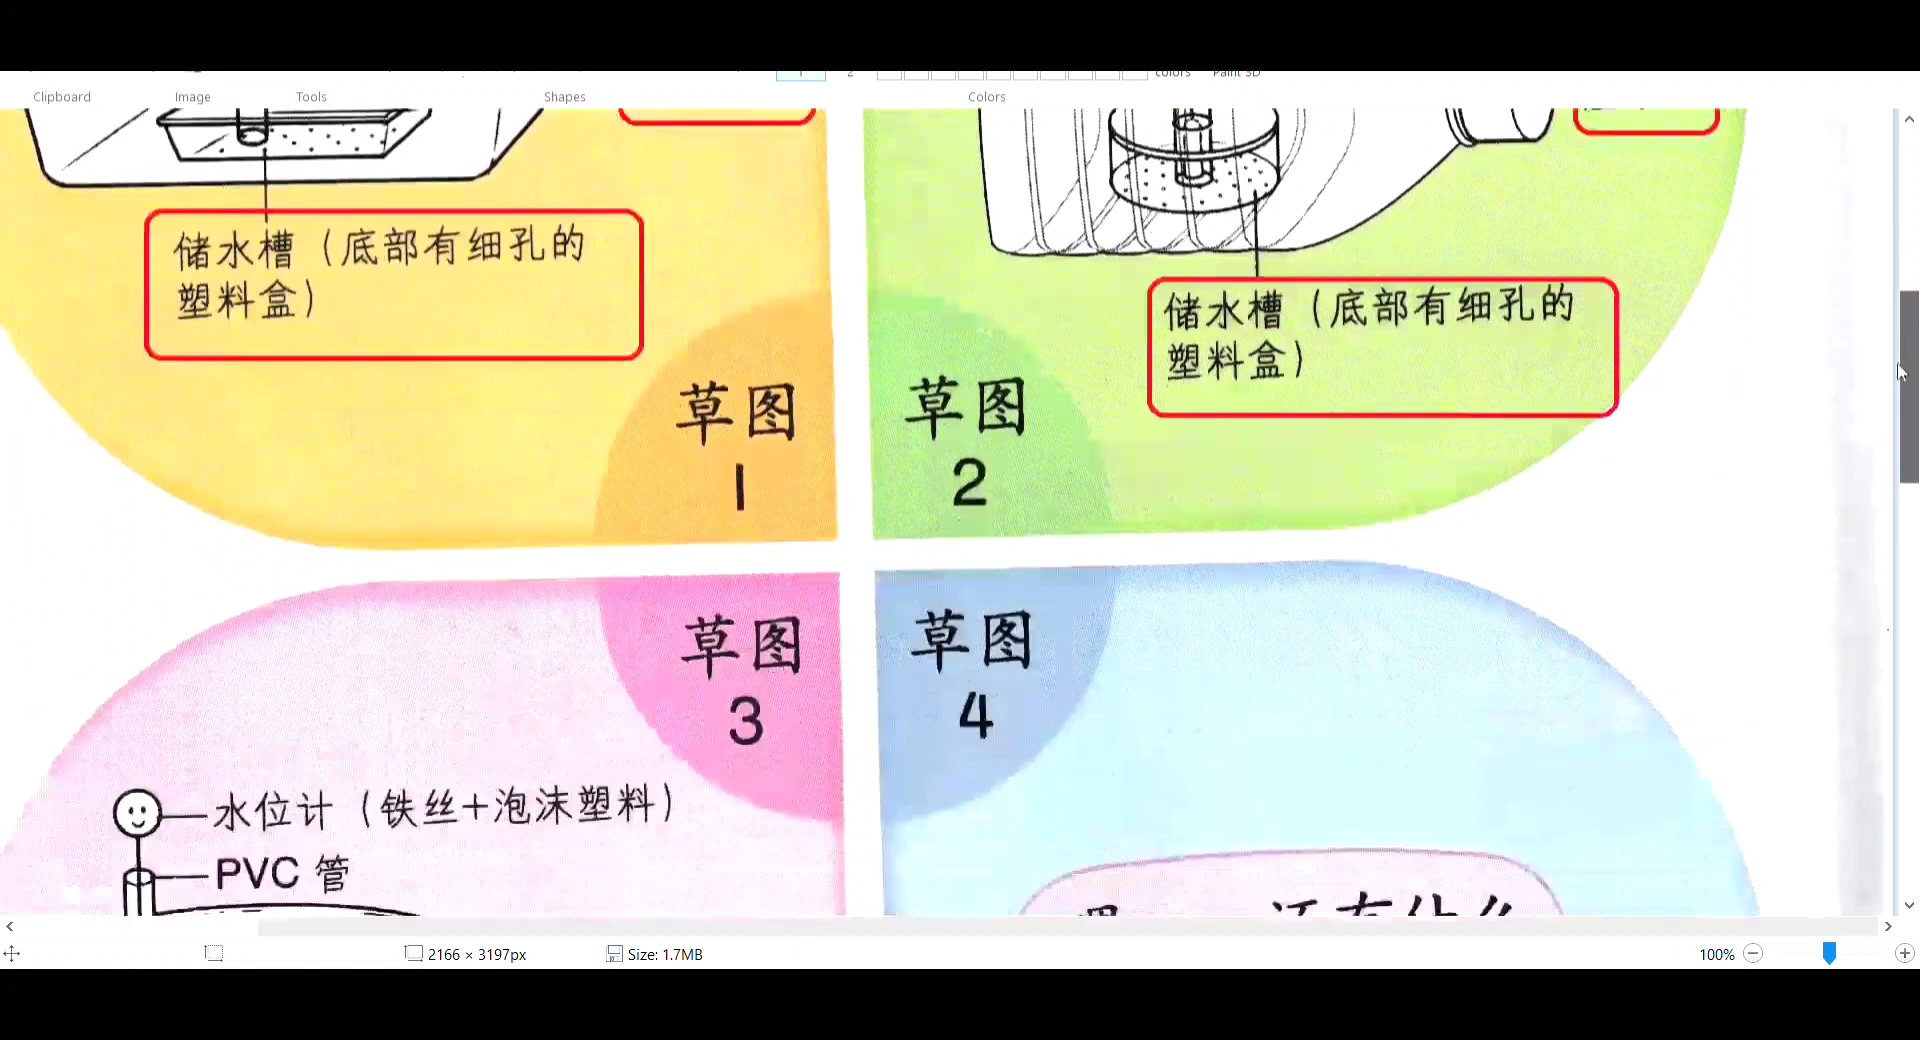 Clipboard
Image
Tools
Shapes
Colors
储水槽（底部有细孔的
塑料盒）
储水槽（底部有细孔的
塑料盒）
草图
1
草图
2
草图
3
草图
4
水位计（铁丝+泡沫塑料）
PVC 管
2166 × 3197px
Size: 1.7MB
100%